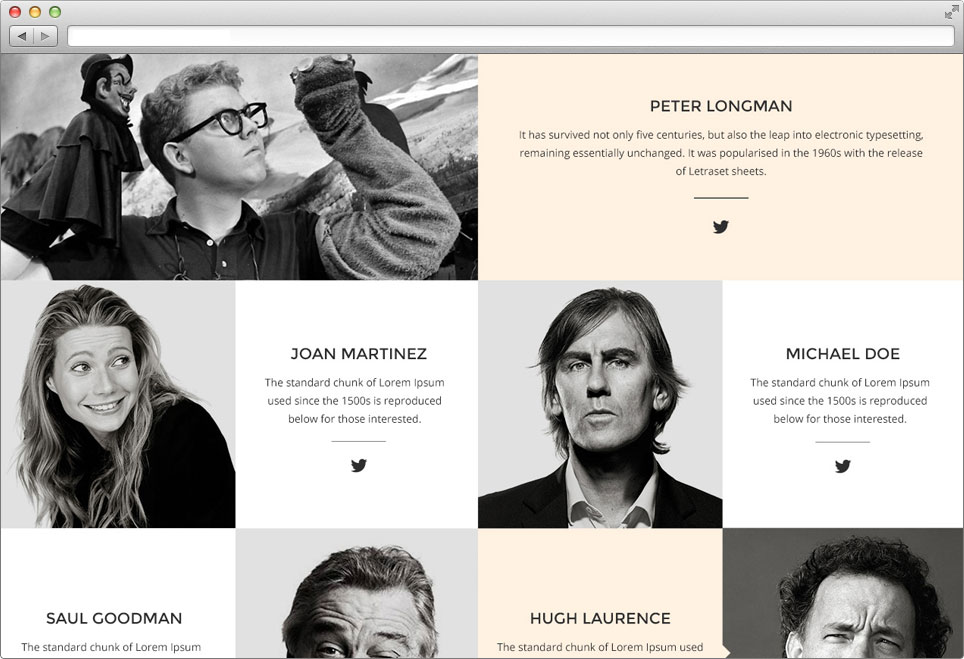 PETER LONGMAN
It has survived not only five centuries, but also the leap into electronic typesetting,
remaining essentially unchanged. It was popularised in the 1960s with the release
of Letraset sheets.
JOAN MARTINEZ
The standard chunk of Lorem Ipsum
used since the 1500s is reproduced
below for those interested.
MICHAEL DOE
The standard chunk of Lorem Ipsum
used since the 1500s is reproduced
below for those interested.
SAUL GOODMAN
The standard chunk of Lorem Ipsum
HUGH LAURENCE
The standard chunk of Lorem Ipsum used